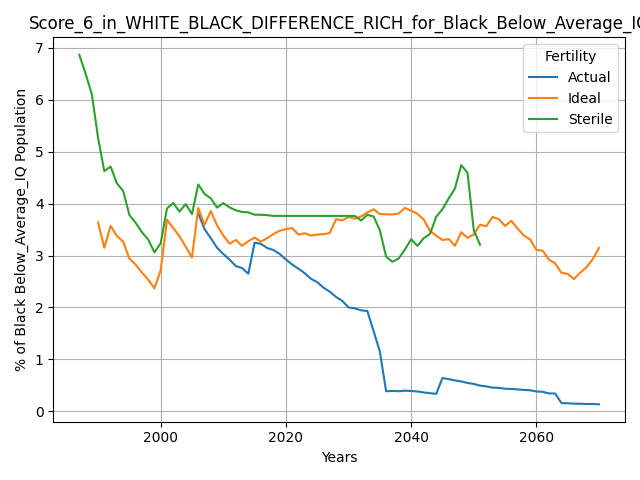 Score_6_in_WHITE_BLACK_DIFFERENCE_RICH_for_Black_Below_Average_IQ
7
6
5
4
3
2
1
0
% of Black Below_Average_IQ Population
Fertility
Actual
Ideal
Sterile
2000 2020 2040 2060
Years